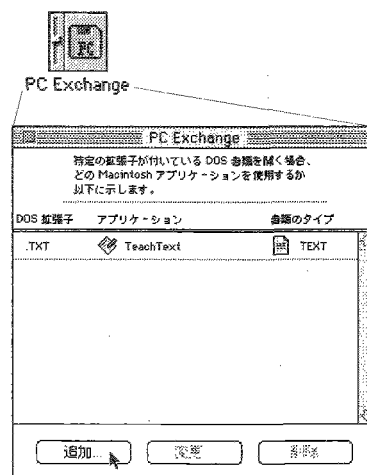 PC
PC Exchange
PC Exchange
特定の拡張子が付いている DOS 書類を開く場合、
どの Macintosh アプリケーションを使用するか
以下に示します。
DOS 拡張子 アプリケーション 書類のタイプ
.TXT TeachText TEXT
追加... 変更 削除